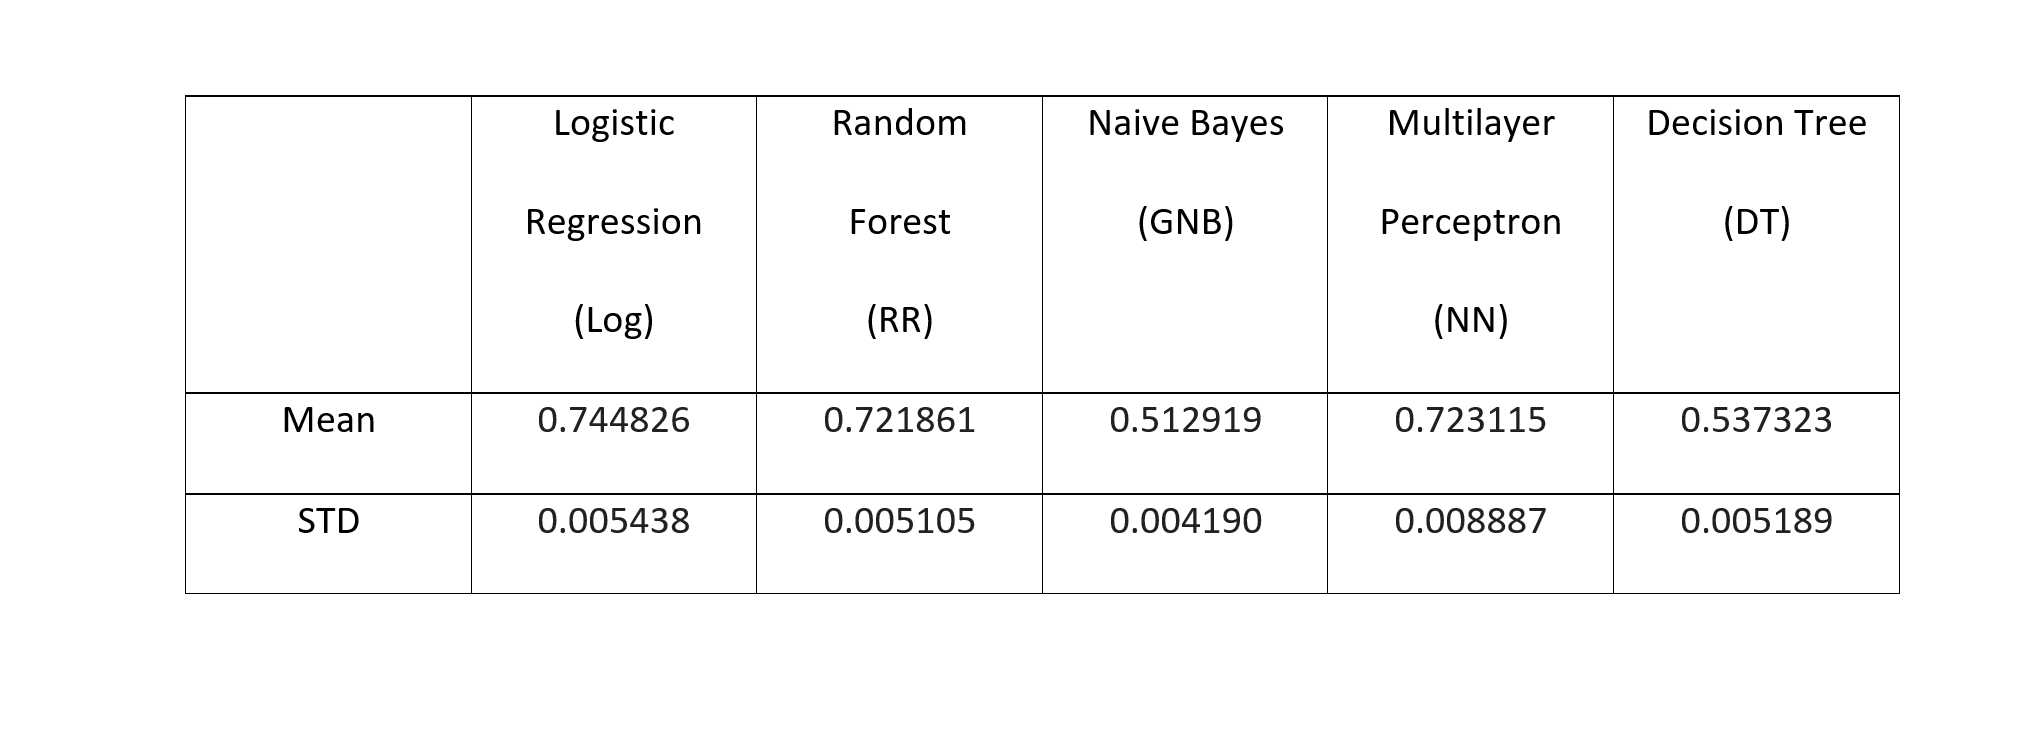 Logistic
Regression
(Log)
Random
Forest
(RR)
Naive Bayes
(GNB)
Multilayer
Perceptron
(NN)
Decision Tree
(DT)
Mean 0.744826 0.721861 0.512919 0.723115 0.537323
STD 0.005438 0.005105 0.004190 0.008887 0.005189